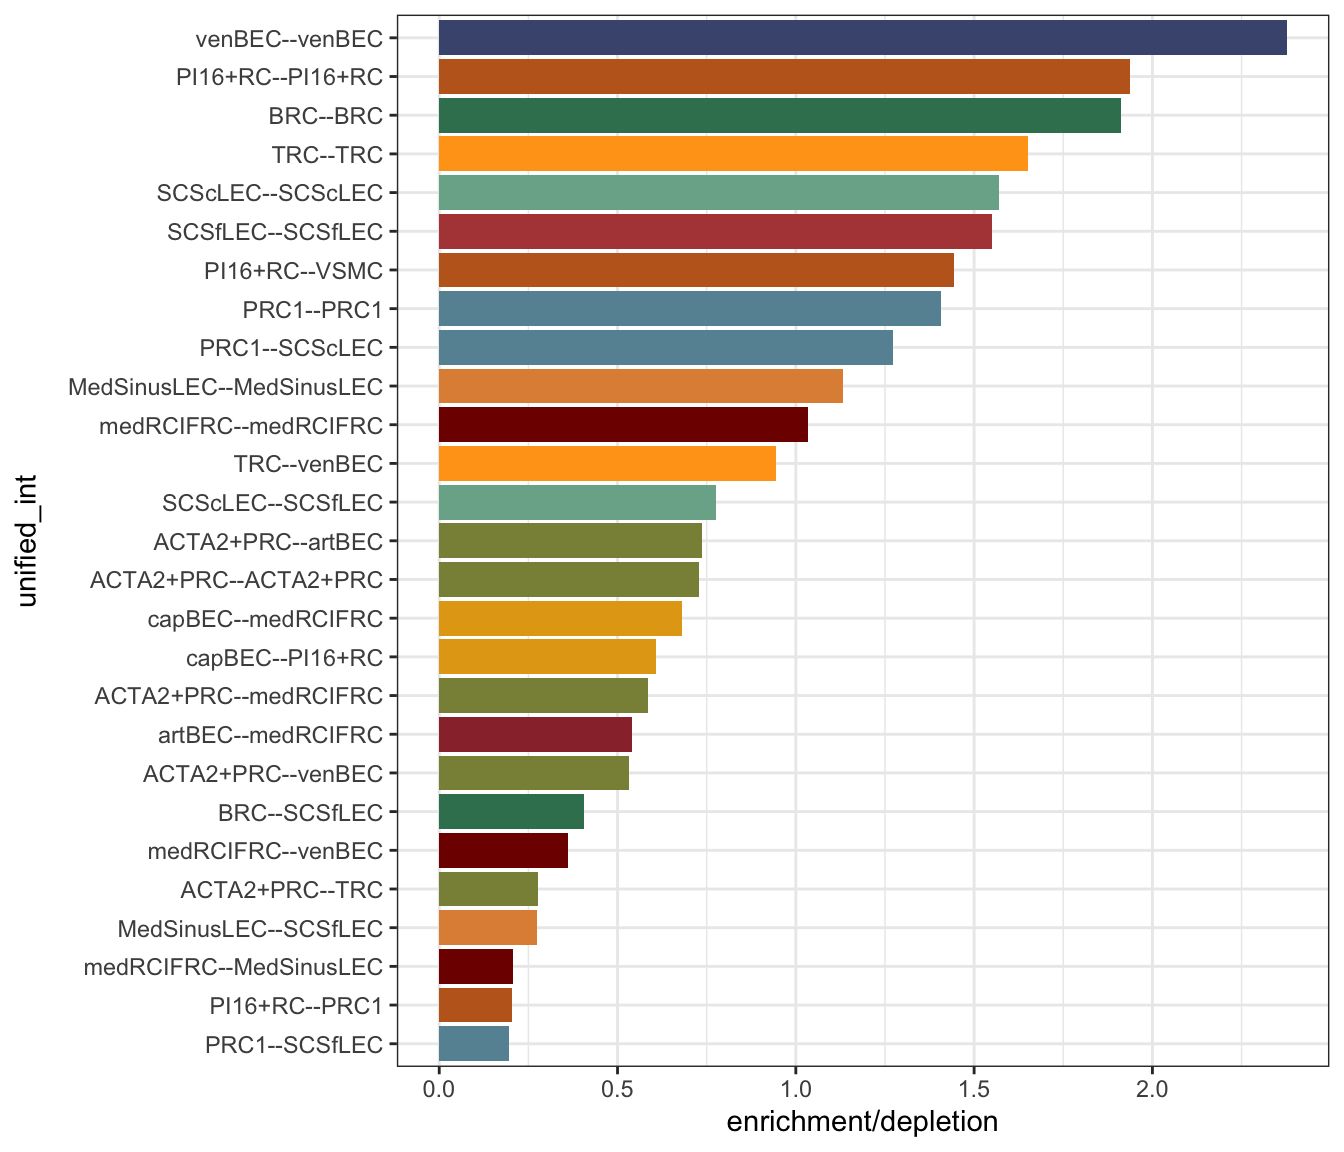 venBEC--venBEC
PI16+RC--PI16+RC
BRC--BRC
TRC--TRC
SCScLEC--SCScLEC
SCSfLEC--SCSfLEC
PI16+RC--VSMC
PRC1--PRC1
PRC1--SCScLEC
MedSinusLEC--MedSinusLEC
medRCIFRC--medRCIFRC
TRC--venBEC
SCScLEC--SCSfLEC
ACTA2+PRC--artBEC
ACTA2+PRC--ACTA2+PRC
capBEC--medRCIFRC
capBEC--PI16+RC
ACTA2+PRC--medRCIFRC
artBEC--medRCIFRC
ACTA2+PRC--venBEC
BRC--SCSfLEC
medRCIFRC--venBEC
ACTA2+PRC--TRC
MedSinusLEC--SCSfLEC
medRCIFRC--MedSinusLEC
PI16+RC--PRC1
PRC1--SCSfLEC
unified_int
0.0 0.5 1.0 1.5 2.0
enrichment/depletion